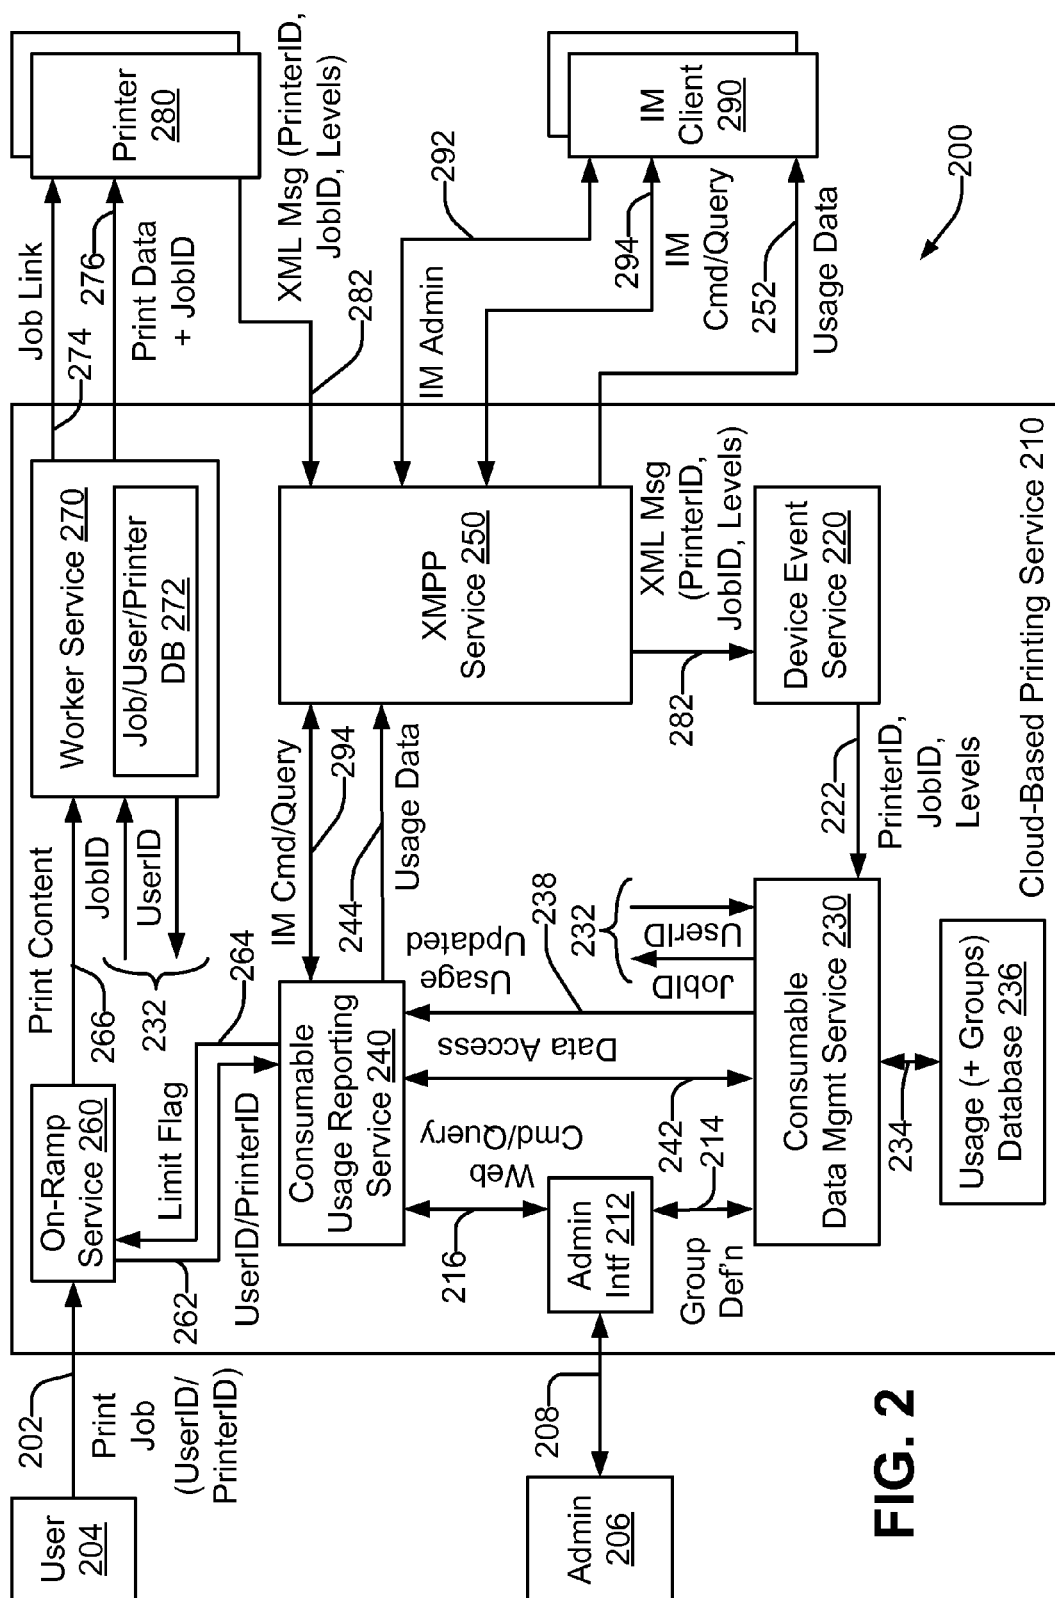 User
204
202
Print
Job
(UserID/
PrinterID)
On-Ramp
Service 260
262
Limit Flag
UserID/PrinterID
264
Print Content
266
JobID
UserID
232
Worker Service 270
Job/User/Printer
DB 272
Job Link
274
276
Print Data
+ JobID
Printer
280
XML Msg (PrinterID,
JobID, Levels)
282
Consumable
Usage Reporting
Service 240
IM Cmd/Query
294
244
Usage Data
XMPP
Service 250
IM Admin
292
294
IM
Cmd/Query
252
Usage Data
IM
Client
290
Admin
206
208
Admin
Intf 212
216
Web
Cmd/Query
Group
Def'n
214
242
Data Access
Usage
Updated
238
232
JobID
UserID
XML Msg
(PrinterID,
JobID, Levels)
282
Device Event
Service 220
222
PrinterID,
JobID,
Levels
Consumable
Data Mgmt Service 230
234
Usage (+ Groups)
Database 236
Cloud-Based Printing Service 210
200
FIG. 2